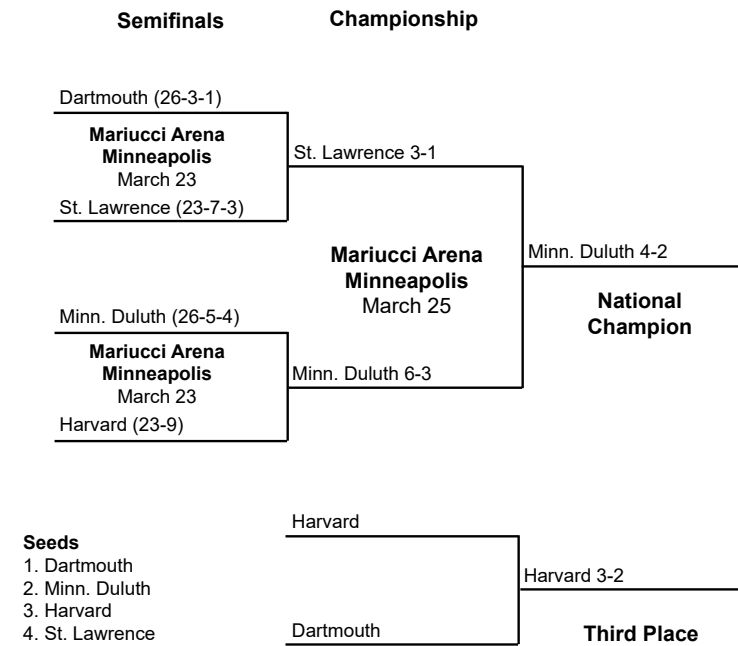 Semifinals
Championship
Dartmouth (26-3-1)
Mariucci Arena
Minneapolis
March 23
St. Lawrence (23-7-3)
St. Lawrence 3-1
Mariucci Arena
Minneapolis
March 25
Minn. Duluth 4-2
National
Champion
Minn. Duluth (26-5-4)
Mariucci Arena
Minneapolis
March 23
Harvard (23-9)
Minn. Duluth 6-3
Seeds
1. Dartmouth
2. Minn. Duluth
3. Harvard
4. St. Lawrence
Harvard
Dartmouth
Harvard 3-2
Third Place